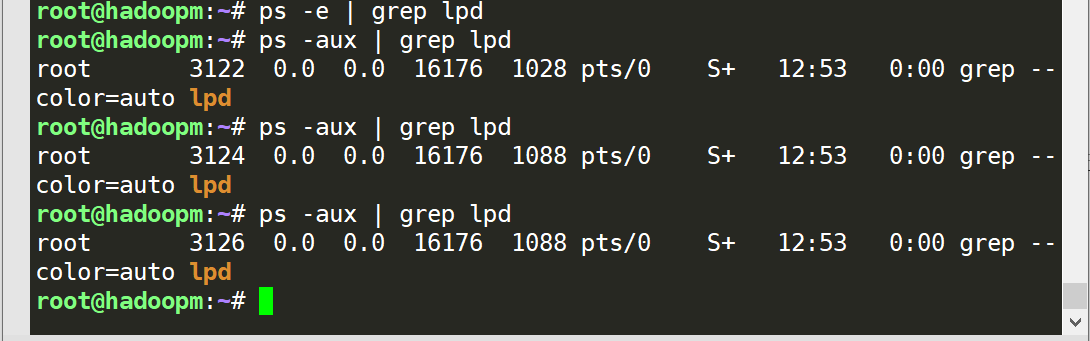 root@hadoopm:~# ps -e | grep lpd
root@hadoopm:~# ps -aux | grep lpd
root       3122  0.0  0.0  16176  1028 pts/0    S+   12:53   0:00 grep --
color=auto lpd
root@hadoopm:~# ps -aux | grep lpd
root       3124  0.0  0.0  16176  1088 pts/0    S+   12:53   0:00 grep --
color=auto lpd
root@hadoopm:~# ps -aux | grep lpd
root       3126  0.0  0.0  16176  1088 pts/0    S+   12:53   0:00 grep --
color=auto lpd
root@hadoopm:~#